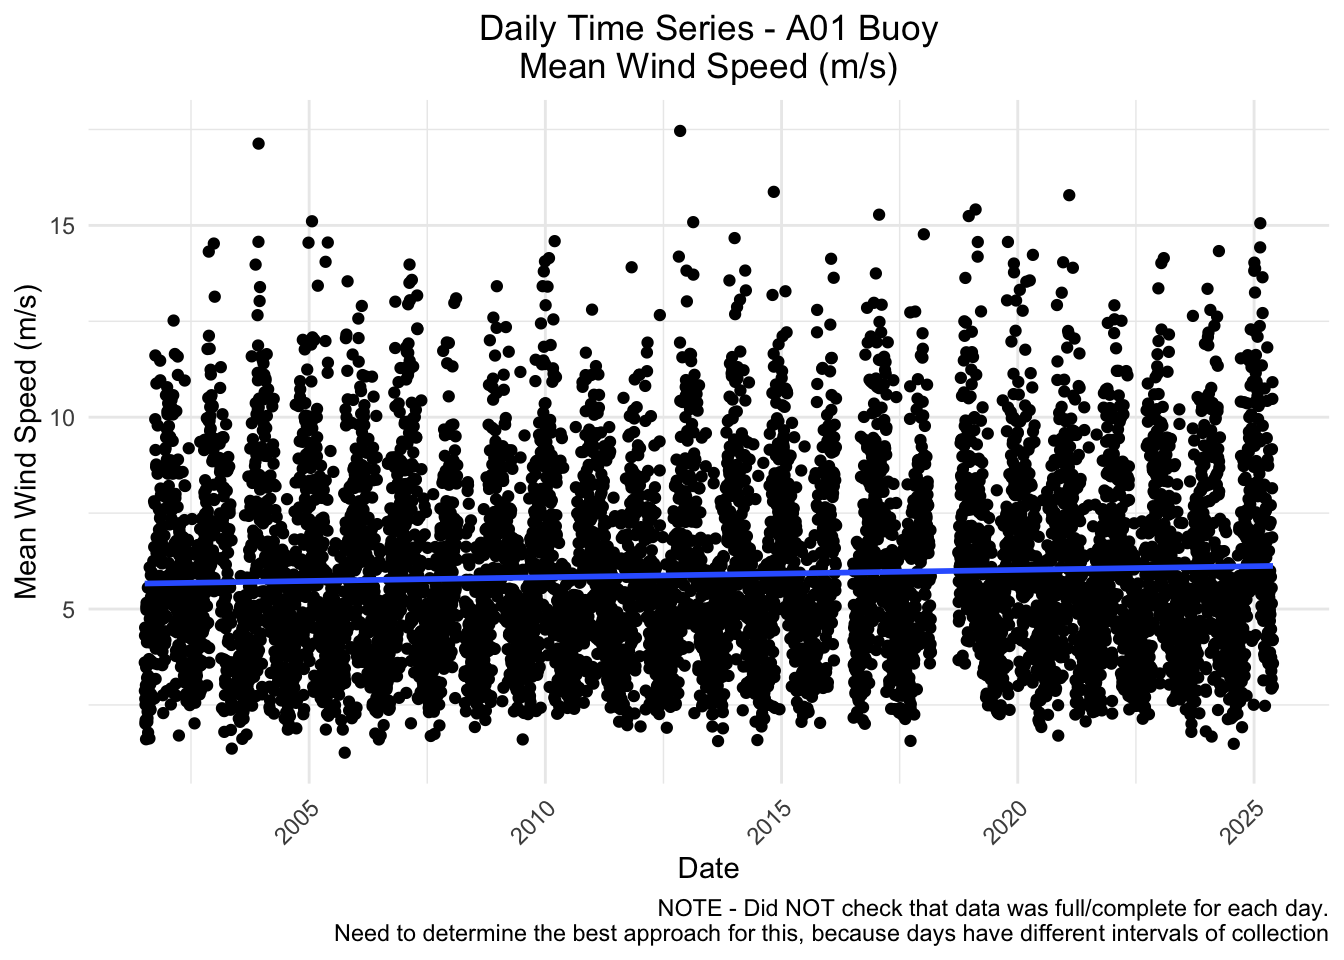 Daily Time Series - A01 Buoy
Mean Wind Speed (m/s)
Mean Wind Speed (m/s)
15
10
5
2005
2010
2015
2020
2025
Date
NOTE - Did NOT check that data was full/complete for each day.
Need to determine the best approach for this, because days have different intervals of collection